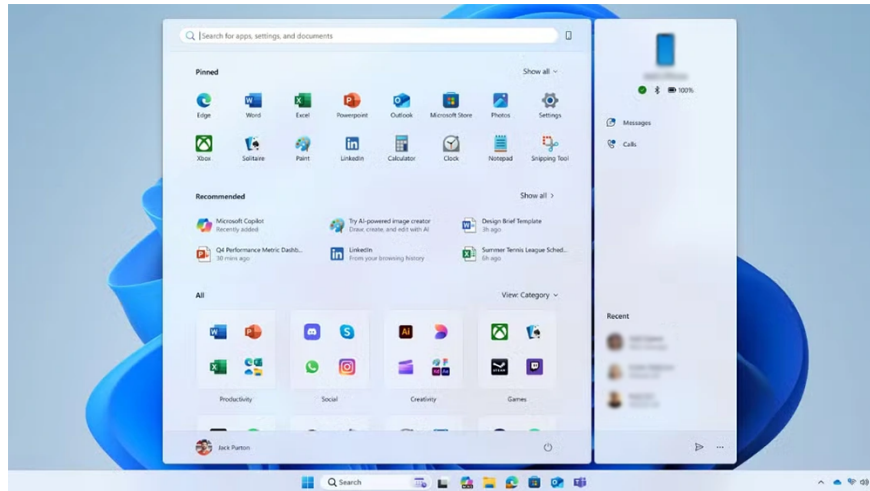 Search for apps, settings, and documents
Pinned
Show all
Edge
Word
Excel
Powerpoint
Outlook
Microsoft Store
Photos
Settings
Xbox
Solitaire
Paint
LinkedIn
Calculator
Clock
Notepad
Snipping Tool
Recommended
Show all
Microsoft Copilot
Recently added
Try AI-powered image creator
Draw, create, and edit with AI
Design Brief Template
3h ago
Q4 Performance Metric Dashb...
30 mins ago
LinkedIn
From your browsing history
Summer Tennis League Sched...
6h ago
All
View: Category
Productivity
Social
Creativity
Games
Jack Purton
100%
Messages
Calls
Recent
Search